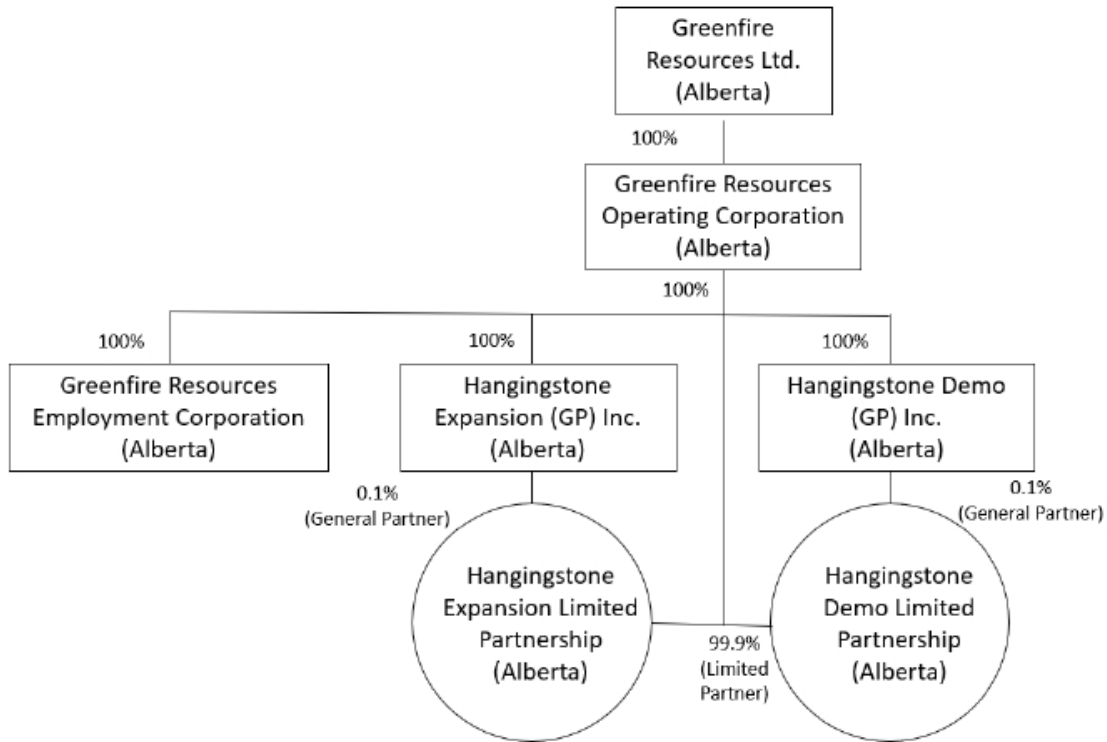 Greenfire
Resources Ltd.
(Alberta)
100%
Greenfire Resources
Operating Corporation
(Alberta)
100%
100%
100%
100%
Greenfire Resources
Employment Corporation
(Alberta)
Hangingstone
Expansion (GP) Inc.
(Alberta)
Hangingstone Demo
(GP) Inc.
(Alberta)
0.1%
(General Partner)
0.1%
(General Partner)
Hangingstone
Expansion Limited
Partnership
(Alberta)
99.9%
(Limited
Partner)
Hangingstone
Demo Limited
Partnership
(Alberta)